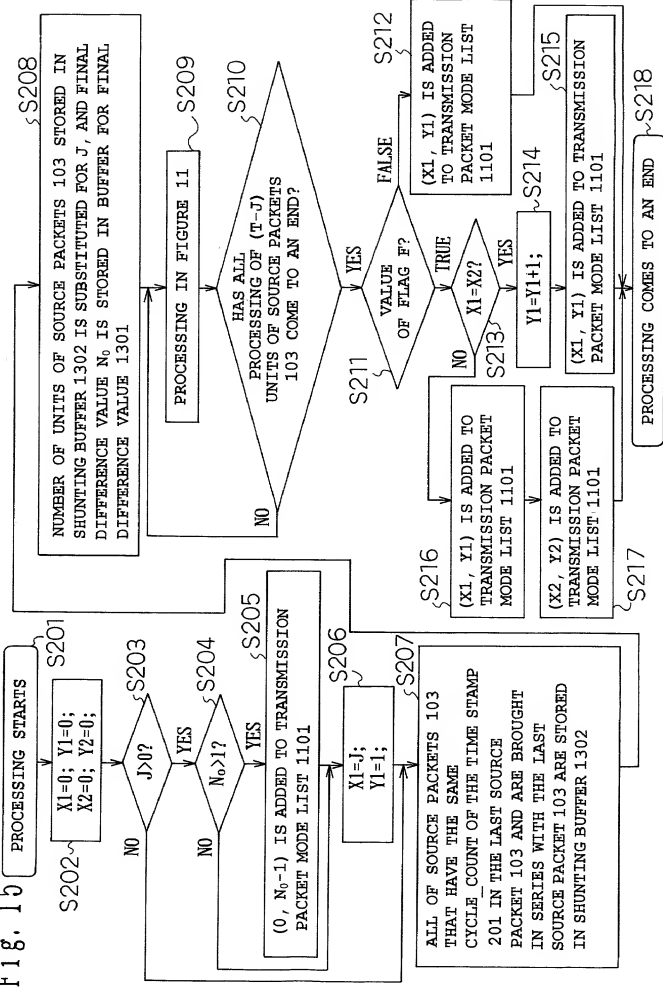 Fig. 15
PROCESSING STARTS
S201
X1=0; Y1=0;
X2=0; Y2=0;
S202
J>0?
S203
NO
YES
N₀>1?
S204
NO
YES
S205
(0, N₀-1) IS ADDED TO TRANSMISSION
PACKET MODE LIST 1101
S206
X1=J;
Y1=1;
S207
ALL OF SOURCE PACKETS 103
THAT HAVE THE SAME
CYCLE_COUNT OF THE TIME STAMP
201 IN THE LAST SOURCE
PACKET 103 AND ARE BROUGHT
IN SERIES WITH THE LAST
SOURCE PACKET 103 ARE STORED
IN SHUNTING BUFFER 1302
S208
NUMBER OF UNITS OF SOURCE PACKETS 103 STORED IN
SHUNTING BUFFER 1302 IS SUBSTITUTED FOR J, AND FINAL
DIFFERENCE VALUE N₀ IS STORED IN BUFFER FOR FINAL
DIFFERENCE VALUE 1301
S209
PROCESSING IN FIGURE 11
S210
HAS ALL
PROCESSING OF (T-J)
UNITS OF SOURCE PACKETS
103 COME TO AN END?
NO
YES
S211
VALUE
OF FLAG F?
FALSE
TRUE
S212
(X1, Y1) IS ADDED
TO TRANSMISSION
PACKET MODE LIST
1101
X1=X2?
S213
NO
YES
S214
Y1=Y1+1;
S215
(X1, Y1) IS ADDED TO TRANSMISSION
PACKET MODE LIST 1101
S216
(X1, Y1) IS ADDED TO
TRANSMISSION PACKET
MODE LIST 1101
(X2, Y2) IS ADDED TO
TRANSMISSION PACKET
MODE LIST 1101
S217
PROCESSING COMES TO AN END
S218